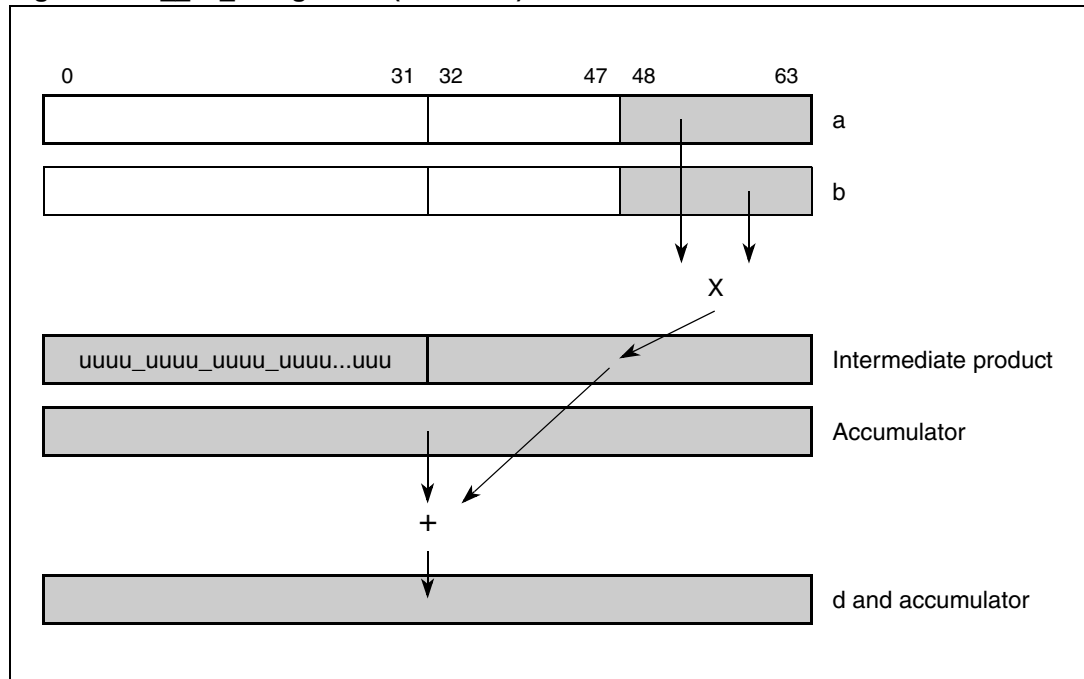 0 31 32 47 48 63
a
b
X
uuuu_uuuu_uuuu_uuuu...uuu Intermediate product
Accumulator
+
d and accumulator